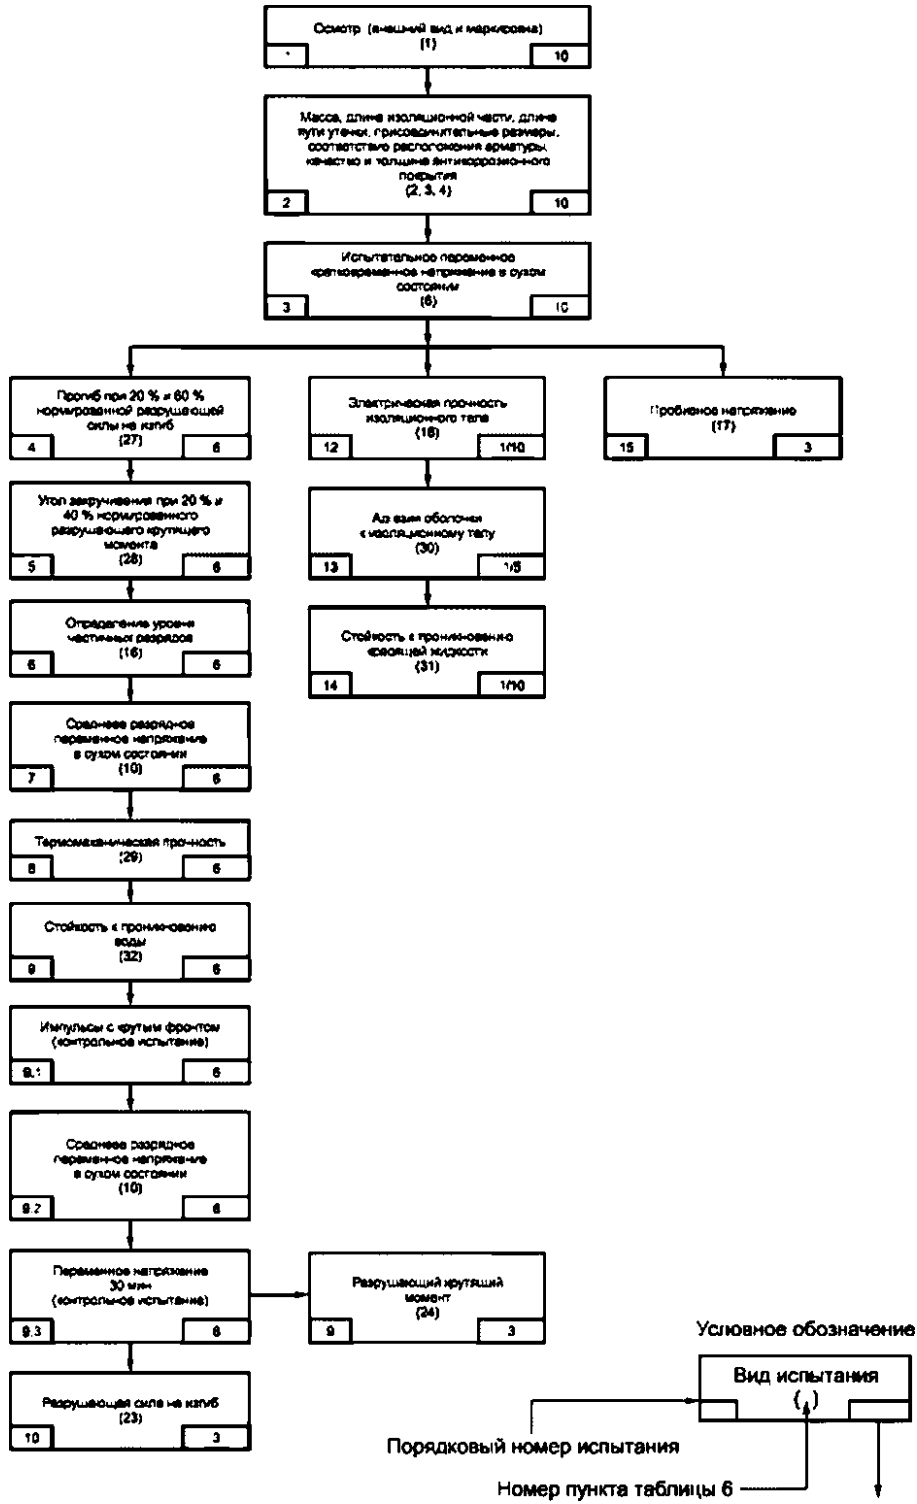 Осмотр (внешний вид и маркировка)
(1)
1 10
Масса, длина изоляционной части, длина
пути утечки, присоединительные размеры,
соответствие расположения арматуры,
качество и толщина антикоррозионного
покрытия
(2, 3, 4)
2 10
Испытательное переменное
кратковременное напряжение в сухом
состоянии
(6)
3 10
Прогиб при 20 % и 60 %
нормированной разрушающей
силы на изгиб
(27)
4 6
Угол закручивания при 20 % и
40 % нормированного
разрушающего крутящего
момента
(28)
5 6
Определение уровня
частичных разрядов
(16)
6 6
Среднее разрядное
переменное напряжение
в сухом состоянии
(10)
7 6
Термомеханическая прочность
(29)
8 6
Стойкость к проникновению
воды
(32)
9 6
Импульсы с крутым фронтом
(контрольное испытание)
9.1 6
Среднее разрядное
переменное напряжение
в сухом состоянии
(10)
9.2 6
Переменное напряжение
30 мин
(контрольное испытание)
9.3 6
Разрушающая сила на изгиб
(23)
10 3
Электрическая прочность
изоляционного тела
(18)
12 1/10
Адгезия оболочки
к изоляционному телу
(30)
13 1/5
Стойкость к проникновению
красящей жидкости
(31)
14 1/10
Пробивное напряжение
(17)
15 3
Разрушающий крутящий
момент
(24)
9 3
Условное обозначение
Вид испытания
( , )
Порядковый номер испытания
Номер пункта таблицы 6